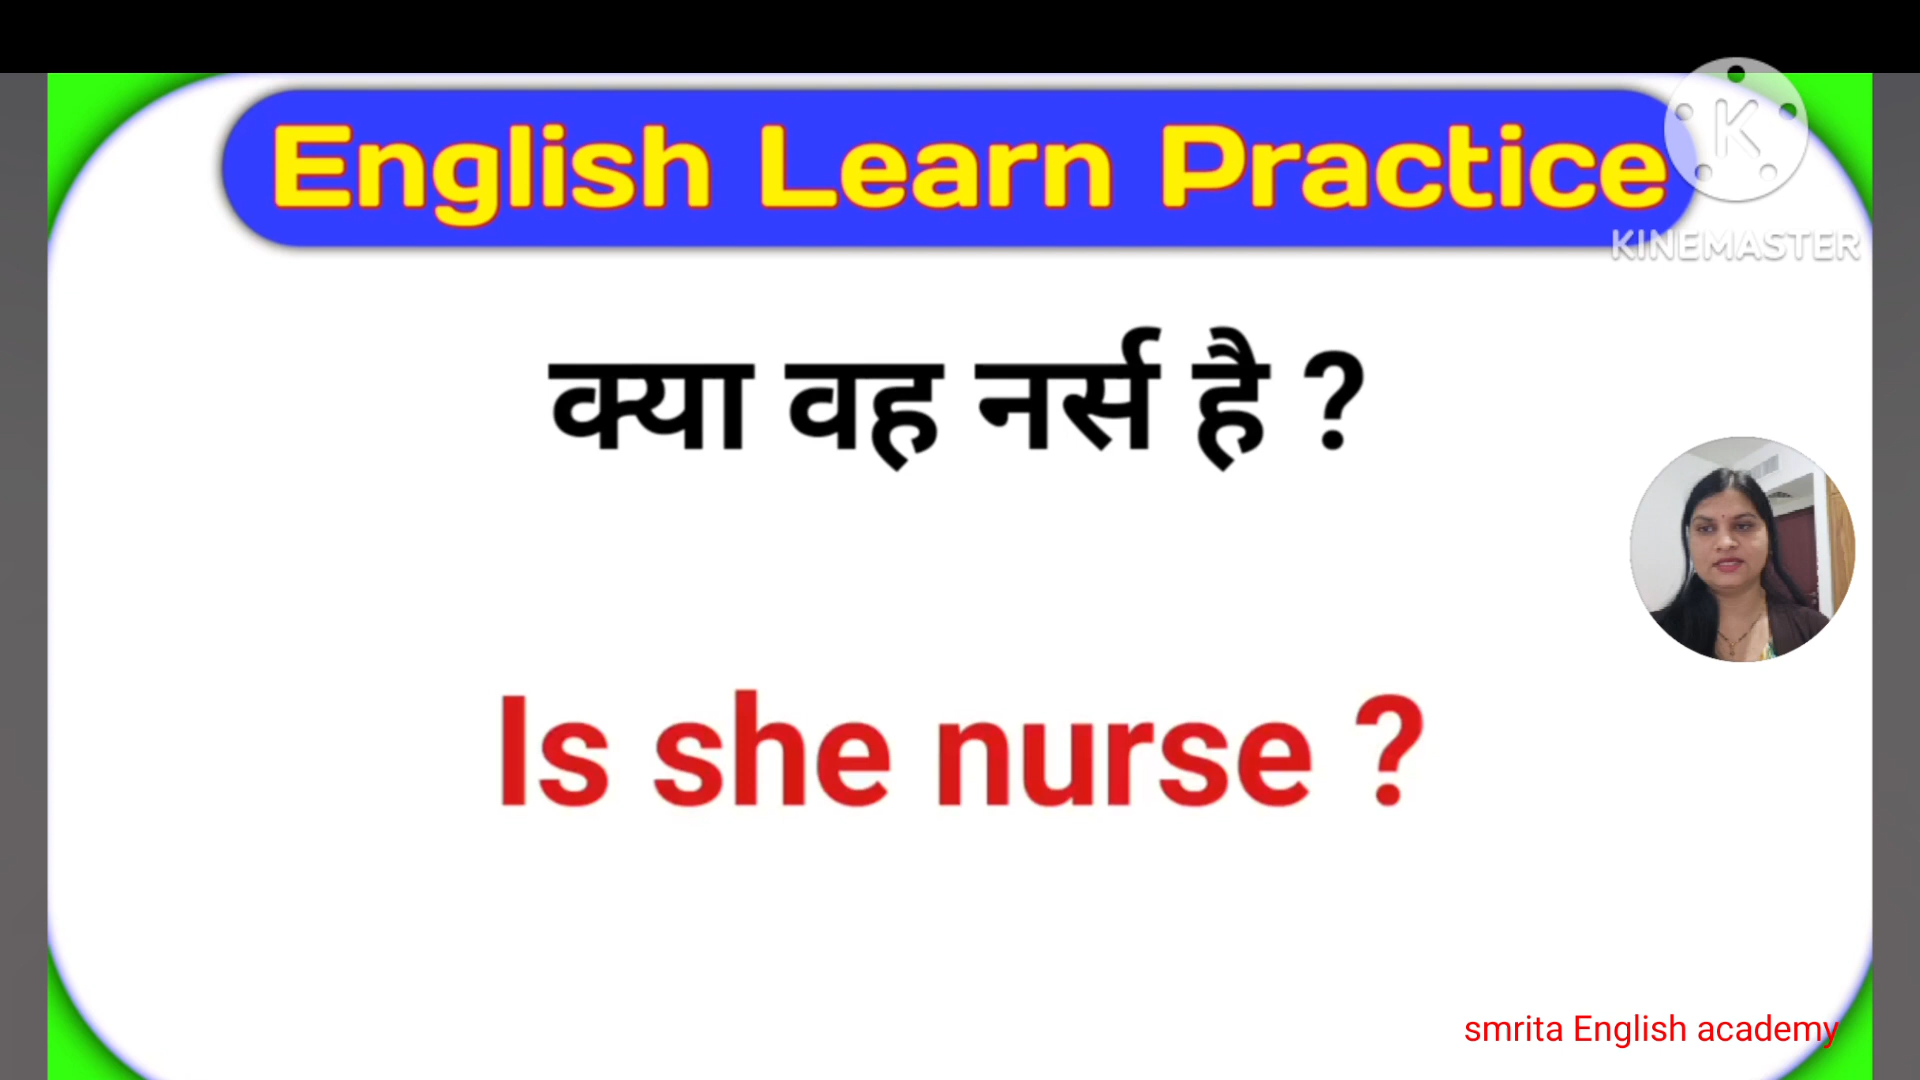 English Learn Practice
K
KINEMASTER
क्या वह नर्स है ?
Is she nurse ?
smrita English academy